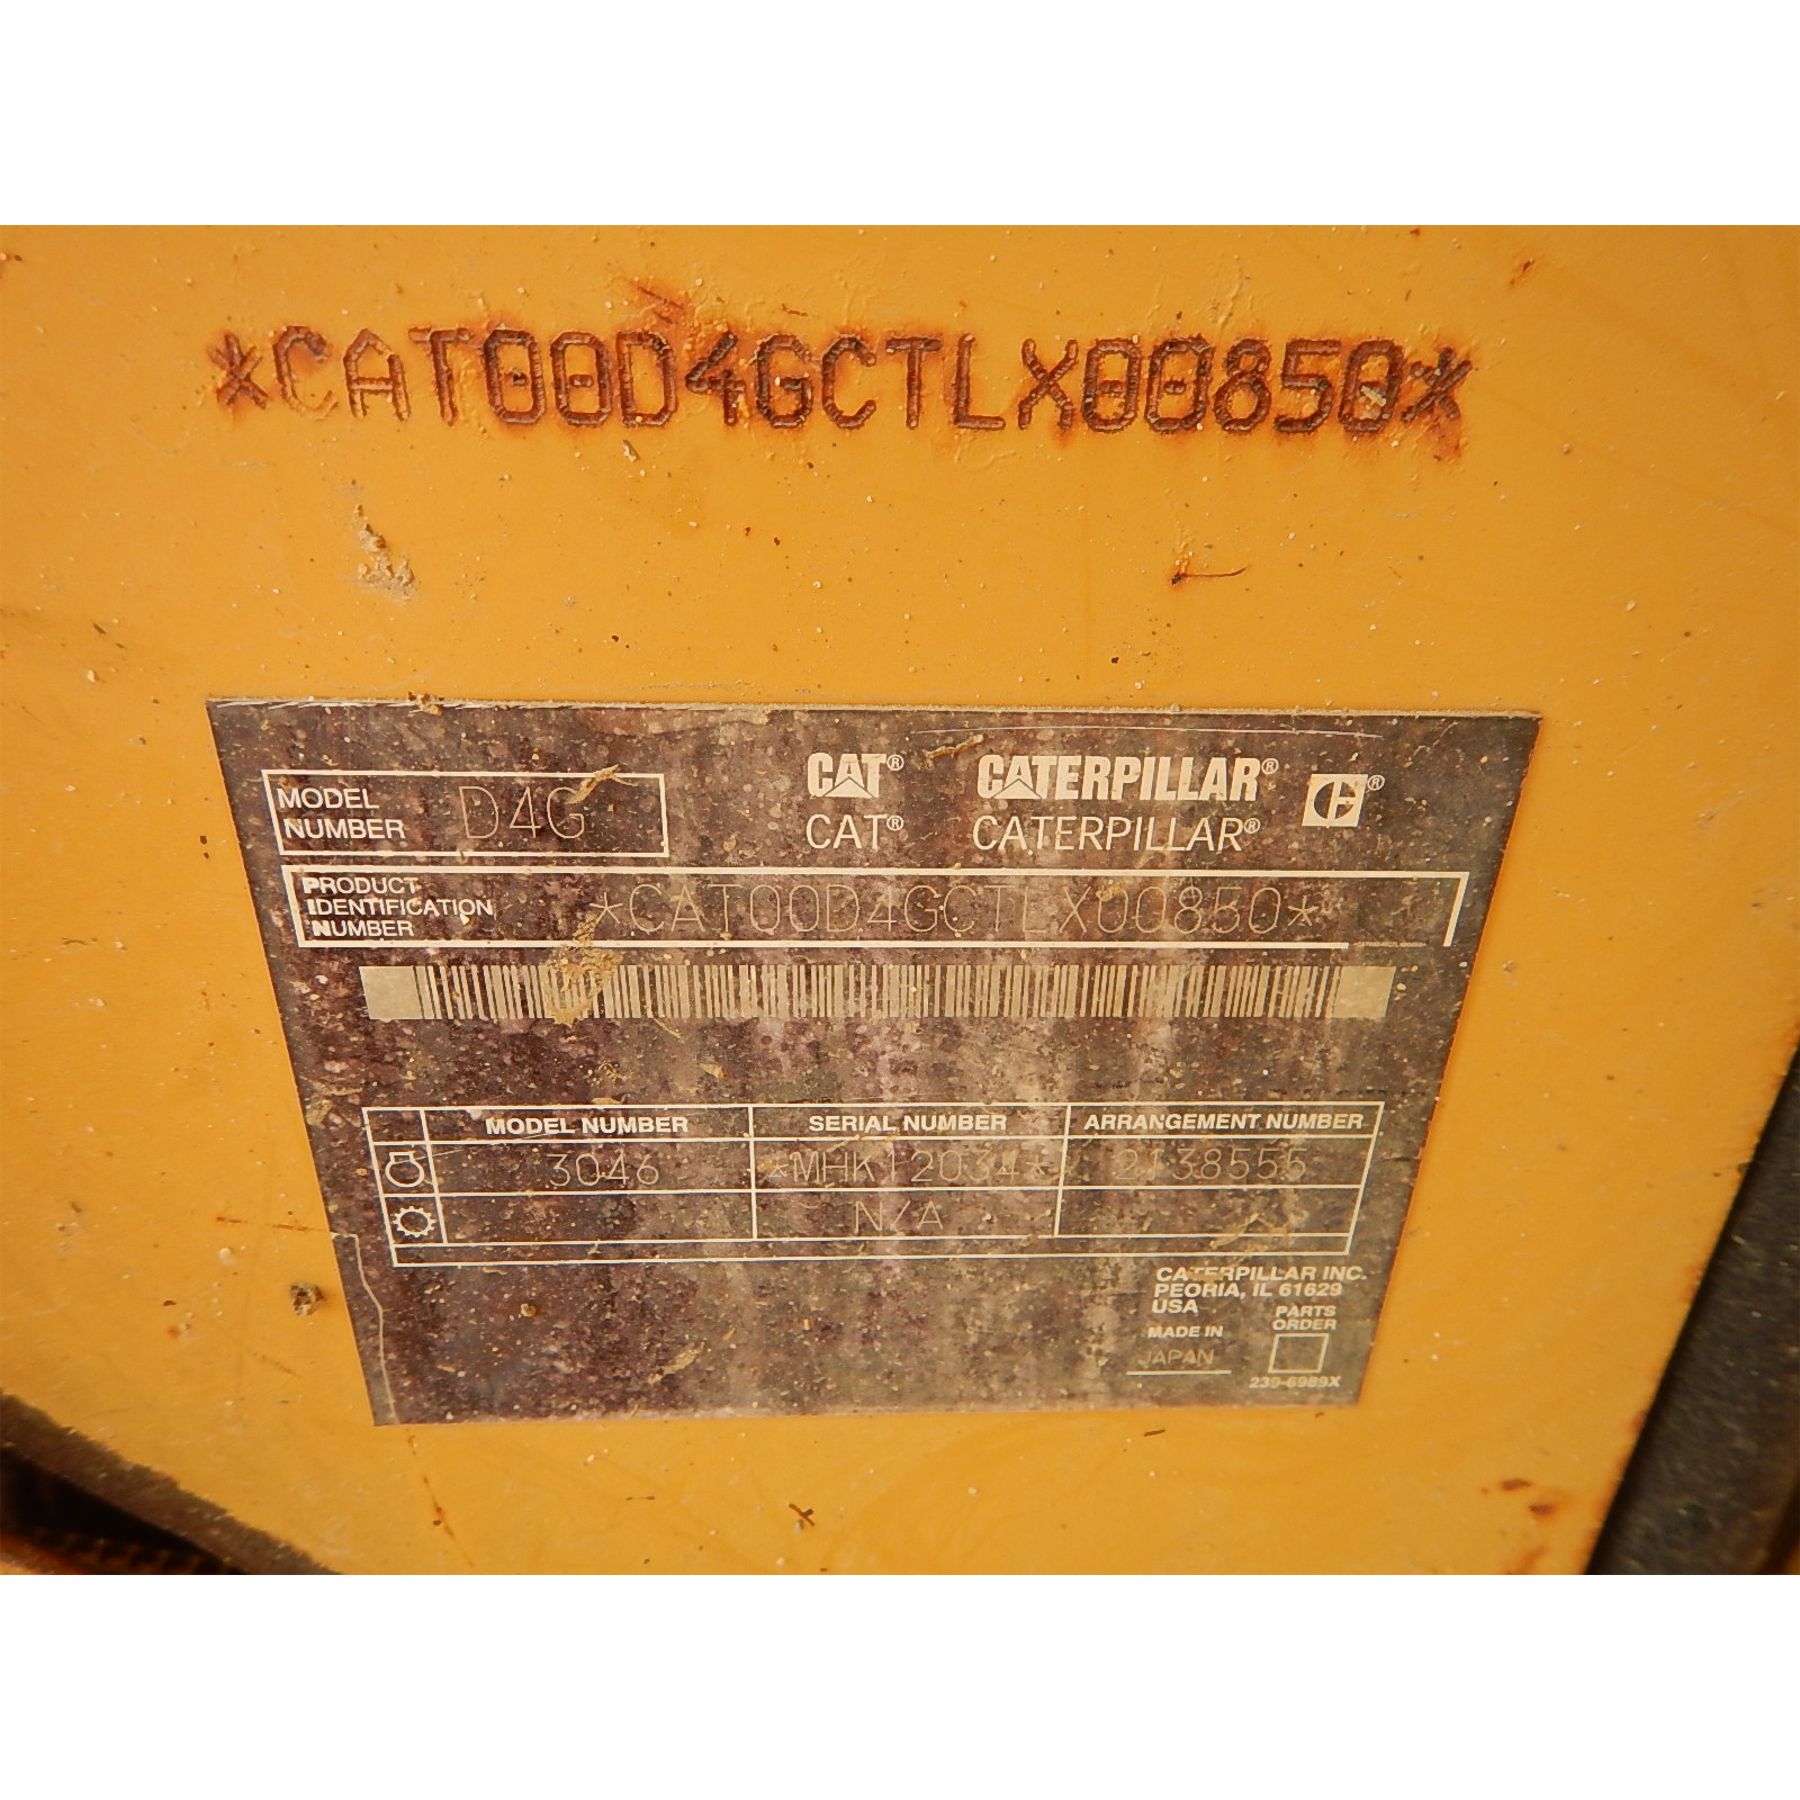 *CAT00D4GCTLX00850*
MODEL NUMBER D4G
CAT® CATERPILLAR® ®
CAT® CATERPILLAR®
PRODUCT IDENTIFICATION NUMBER *CAT00D4GCTLX00850*
MODEL NUMBER SERIAL NUMBER ARRANGEMENT NUMBER
3046 *MHK12034* 2138555
N/A
CATERPILLAR INC.
PEORIA, IL 61629
USA
PARTS ORDER
MADE IN
JAPAN
239-6989X